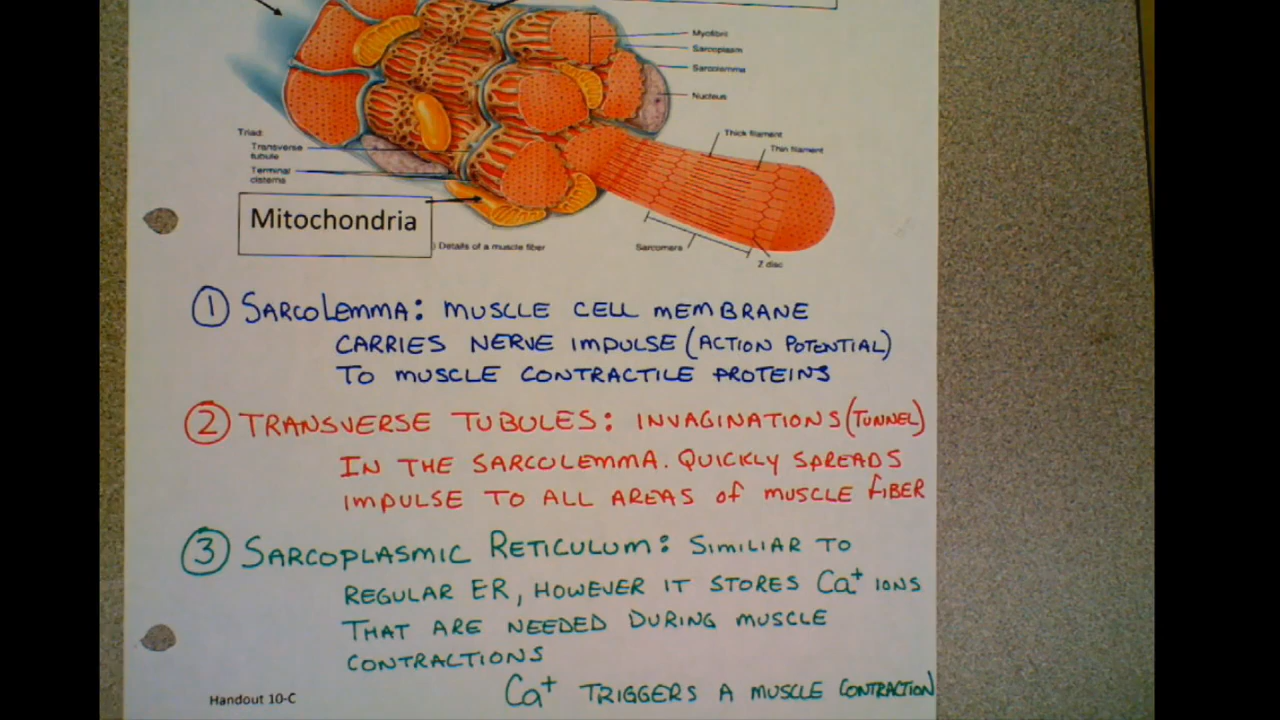 Myofibril
Sarcoplasm
Sarcolemma
Nucleus
Triad:
Transverse
tubule
Terminal
cisterns
Thick filament
Thin filament
Mitochondria
) Details of a muscle fiber
Sarcomere
Z disc
① SARCOLEMMA: MUSCLE CELL MEMBRANE
CARRIES NERVE IMPULSE (ACTION POTENTIAL)
TO MUSCLE CONTRACTILE PROTEINS
② TRANSVERSE TUBULES: INVAGINATIONS (TUNNEL)
IN THE SARCOLEMMA. QUICKLY SPREADS
IMPULSE TO ALL AREAS of MUSCLE FIBER
③ SARCOPLASMIC RETICULUM: SIMILIAR TO
REGULAR ER, HOWEVER IT STORES Ca⁺ IONS
THAT ARE NEEDED DURING MUSCLE
CONTRACTIONS
Ca⁺ TRIGGERS A MUSCLE CONTRACTION
Handout 10-C